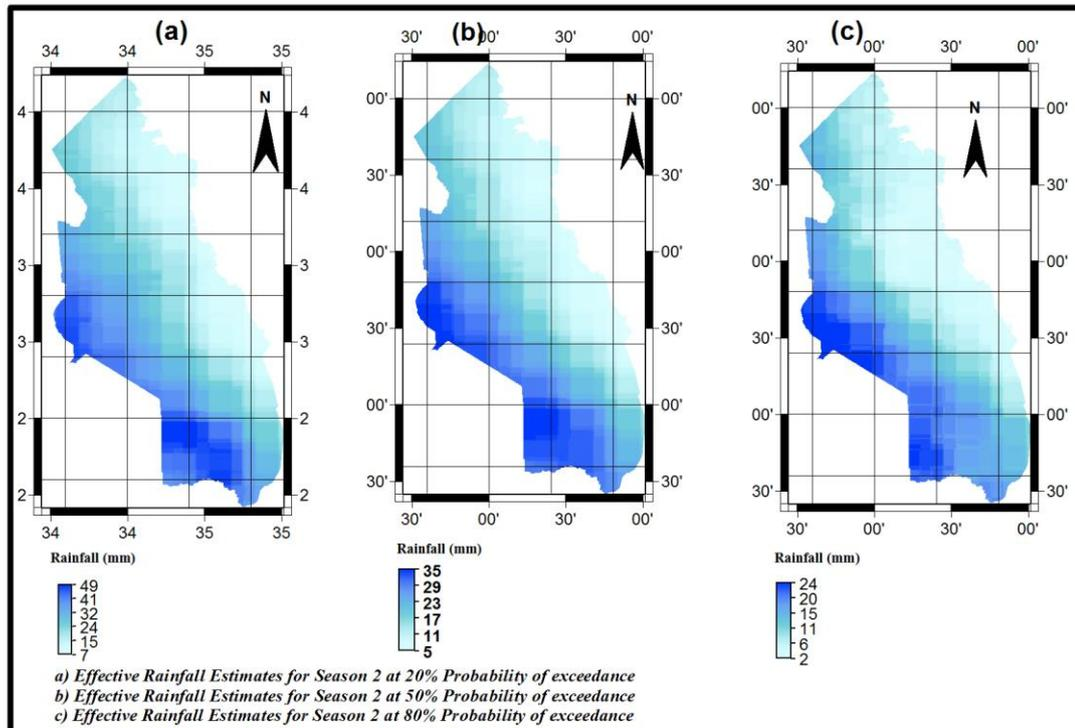 (a) (b) (c)
34 34 35 35
30' 00' 30' 00'
30' 00' 30' 00'
N
N
N
4 4
4 4
3 3
3 3
2 2
2 2
00' 00'
30' 30'
00' 00'
30' 30'
00' 00'
30' 30'
00' 00'
30' 30'
00' 00'
30' 30'
00' 00'
30' 30'
34 34 35 35
30' 00' 30' 00'
30' 00' 30' 00'
Rainfall (mm)
49
41
32
24
15
7
Rainfall (mm)
35
29
23
17
11
5
Rainfall (mm)
24
20
15
11
6
2
a) Effective Rainfall Estimates for Season 2 at 20% Probability of exceedance
b) Effective Rainfall Estimates for Season 2 at 50% Probability of exceedance
c) Effective Rainfall Estimates for Season 2 at 80% Probability of exceedance